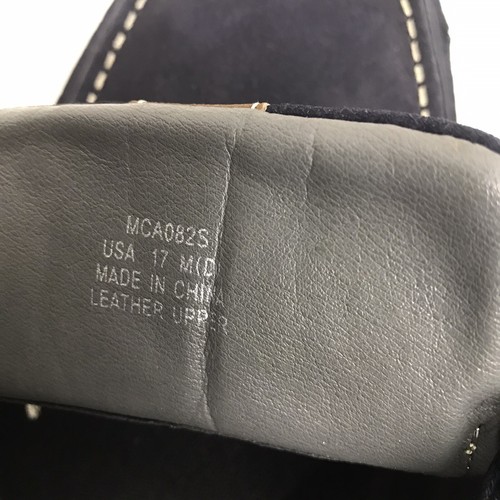 MCA082S
USA 17 M(D
MADE IN CHINA
LEATHER UPPER